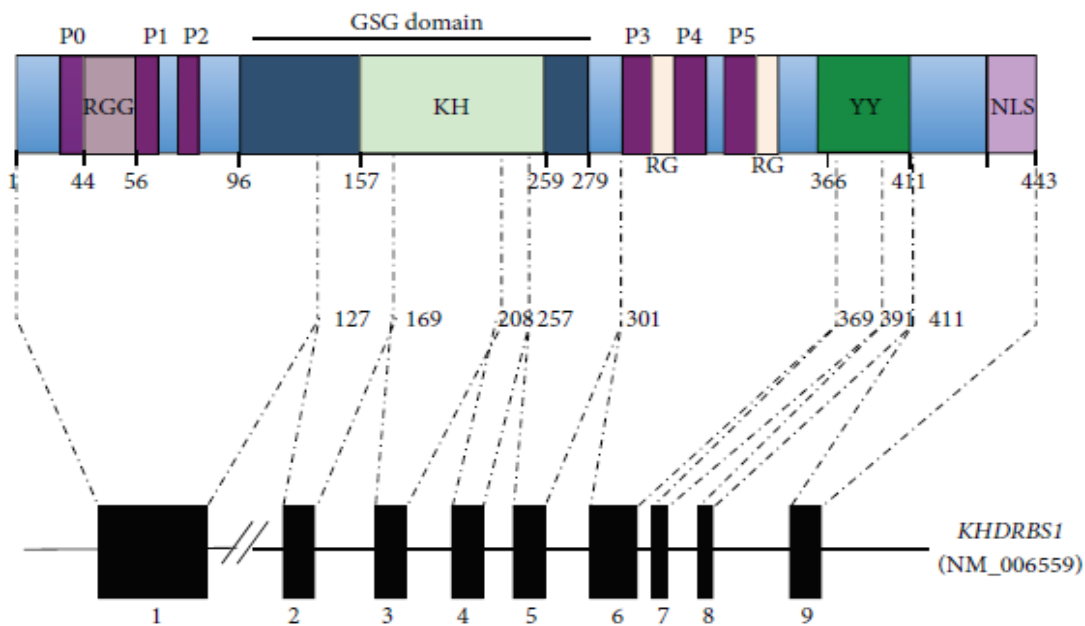 GSG domain
P0 P1 P2 P3 P4 P5
RGG KH YY NLS
RG RG
1 44 56 96 157 259 279 366 411 443
127 169 208 257 301 369 391 411
KHDRBS1
(NM_006559)
1 2 3 4 5 6 7 8 9